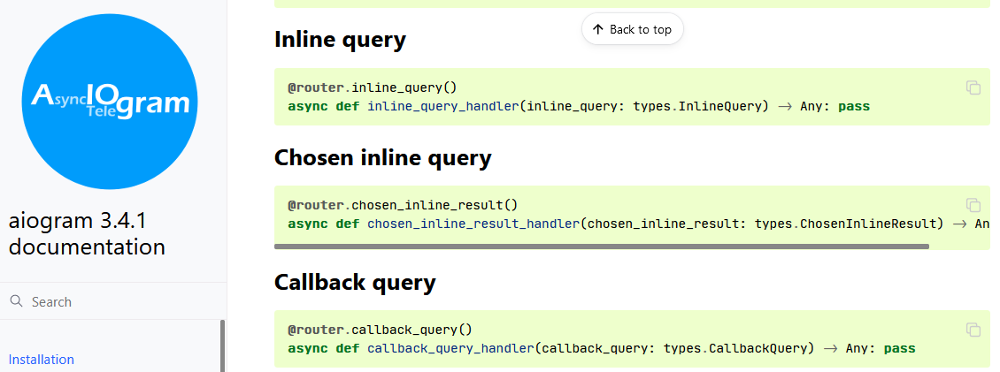 AsyncIOgram
Tele
aiogram 3.4.1
documentation
Search
Installation
Back to top
Inline query
@router.inline_query()
async def inline_query_handler(inline_query: types.InlineQuery) -> Any: pass
Chosen inline query
@router.chosen_inline_result()
async def chosen_inline_result_handler(chosen_inline_result: types.ChosenInlineResult) -> An
Callback query
@router.callback_query()
async def callback_query_handler(callback_query: types.CallbackQuery) -> Any: pass